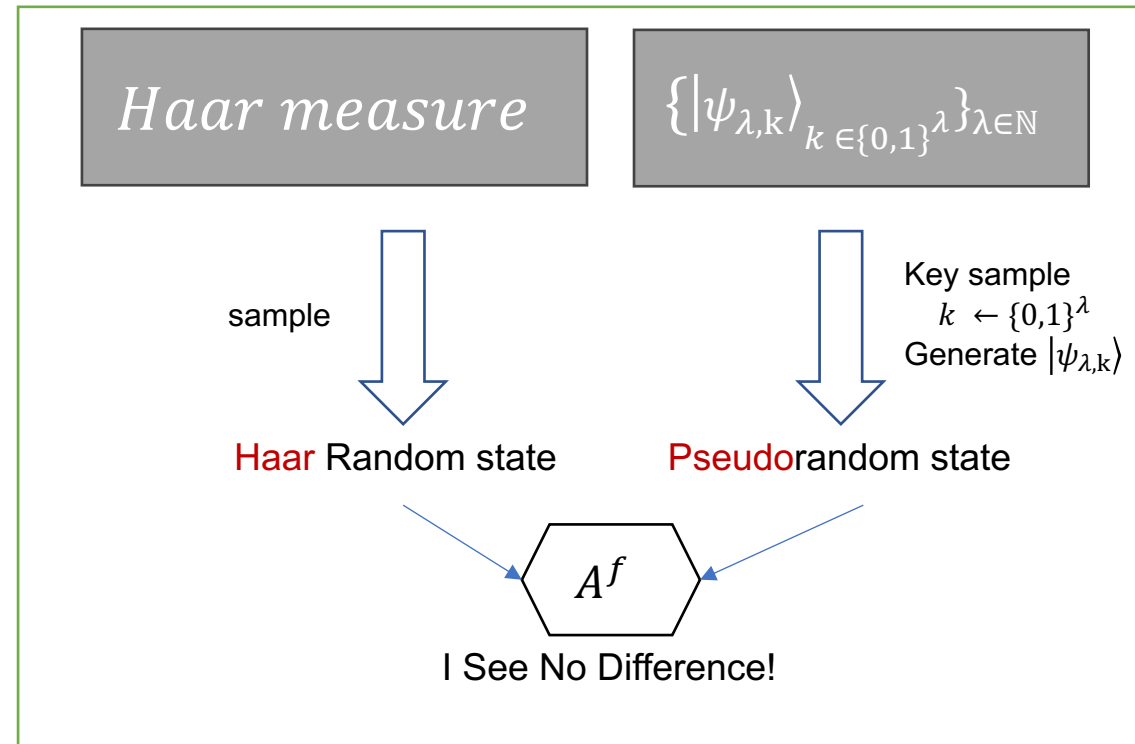 Haar measure
{|ψ_{λ,k}⟩_{k ∈{0,1}^λ}}_{λ∈ℕ}
sample
Key sample
k ← {0,1}^λ
Generate |ψ_{λ,k}⟩
Haar Random state
Pseudorandom state
A^f
I See No Difference!